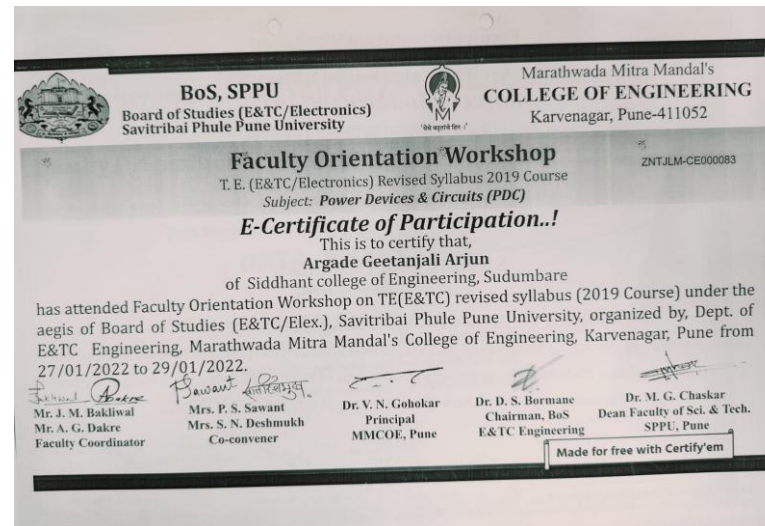 BoS, SPPU
Board of Studies (E&TC/Electronics)
Savitribai Phule Pune University
Marathwada Mitra Mandal's
COLLEGE OF ENGINEERING
Karvenagar, Pune-411052
Faculty Orientation Workshop
ZNTJLM-CE000083
T. E. (E&TC/Electronics) Revised Syllabus 2019 Course
Subject: Power Devices & Circuits (PDC)
E-Certificate of Participation..!
This is to certify that,
Argade Geetanjali Arjun
of Siddhant college of Engineering, Sudumbare
has attended Faculty Orientation Workshop on TE(E&TC) revised syllabus (2019 Course) under the
aegis of Board of Studies (E&TC/Elex.), Savitribai Phule Pune University, organized by, Dept. of
E&TC Engineering, Marathwada Mitra Mandal's College of Engineering, Karvenagar, Pune from
27/01/2022 to 29/01/2022.
Dakre
Sawant
Mr. J. M. Bakliwal
Mr. A. G. Dakre
Faculty Coordinator
Mrs. P. S. Sawant
Mrs. S. N. Deshmukh
Co-convener
Dr. V. N. Gohokar
Principal
MMCOE, Pune
Dr. D. S. Bormane
Chairman, BoS
E&TC Engineering
Dr. M. G. Chaskar
Dean Faculty of Sci. & Tech.
SPPU, Pune
Made for free with Certify'em